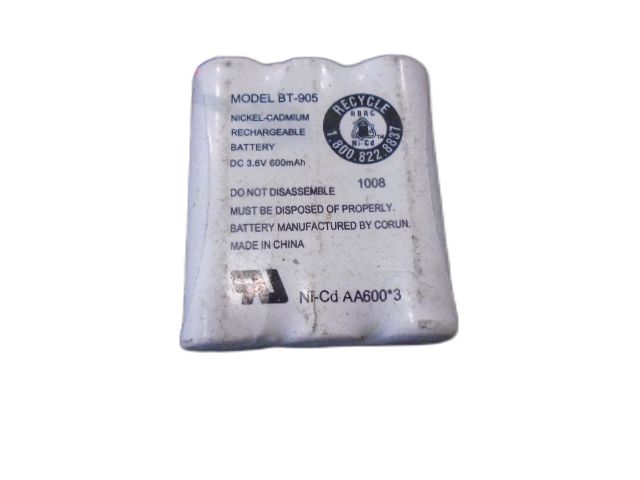 MODEL BT-905
NICKEL-CADMIUM
RECHARGEABLE
BATTERY
DC 3.6V 600mAh
RECYCLE
RBRC
Ni-Cd
TM
1.800.822.8837
1008
DO NOT DISASSEMBLE
MUST BE DISPOSED OF PROPERLY.
BATTERY MANUFACTURED BY CORUN.
MADE IN CHINA
Ni-Cd AA600*3